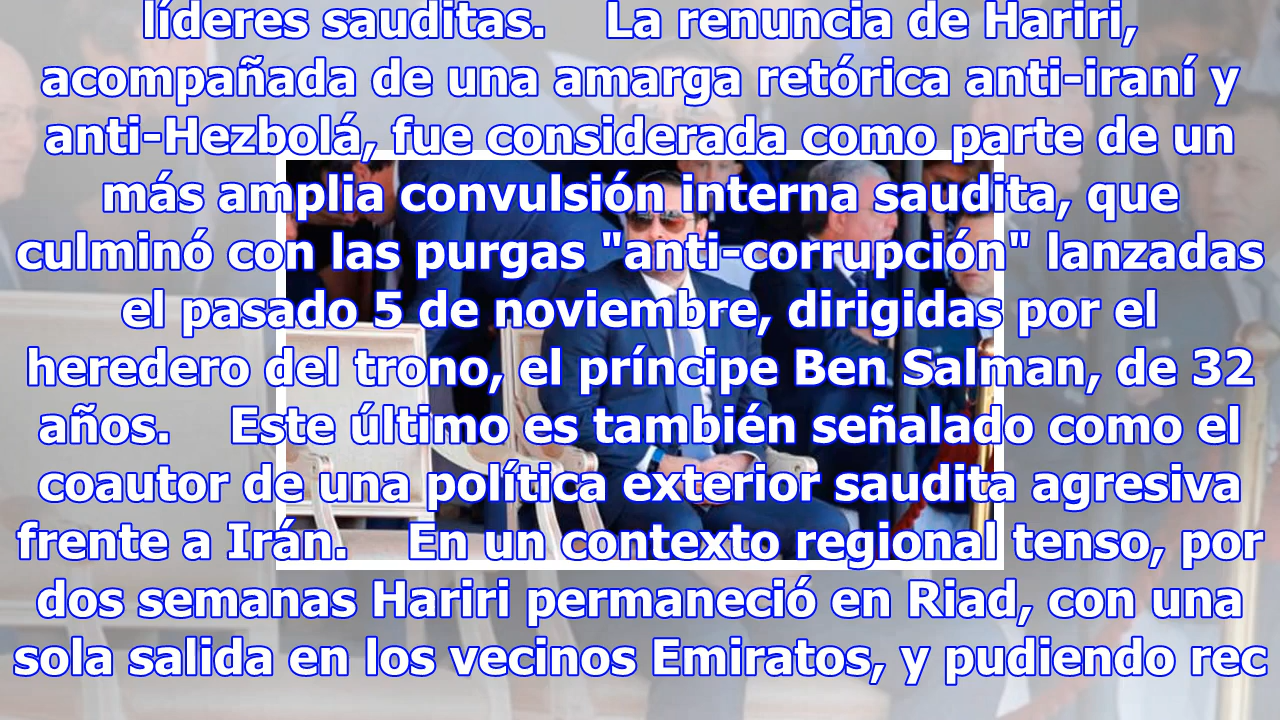 líderes sauditas. La renuncia de Hariri,
acompañada de una amarga retórica anti-iraní y
anti-Hezbolá, fue considerada como parte de un
más amplia convulsión interna saudita, que
culminó con las purgas "anti-corrupción" lanzadas
el pasado 5 de noviembre, dirigidas por el
heredero del trono, el príncipe Ben Salman, de 32
años. Este último es también señalado como el
coautor de una política exterior saudita agresiva
frente a Irán. En un contexto regional tenso, por
dos semanas Hariri permaneció en Riad, con una
sola salida en los vecinos Emiratos, y pudiendo rec